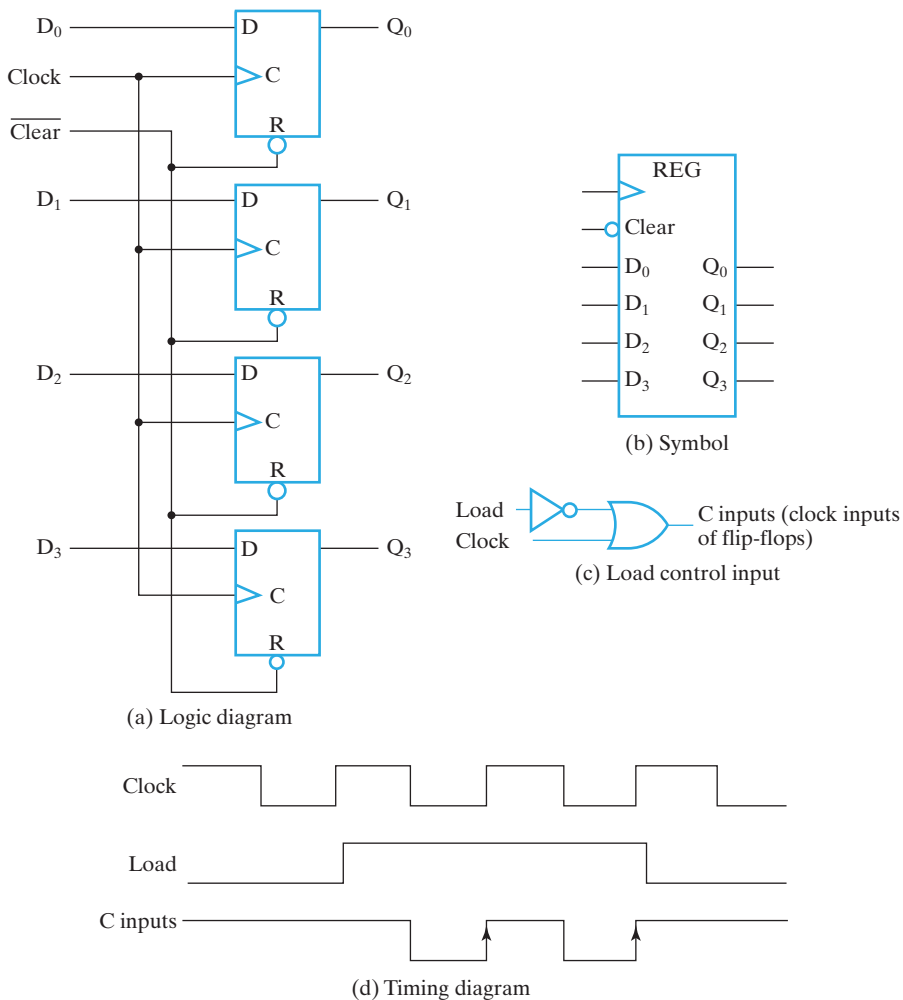 D₀ D Q₀
Clock C
R
C̅l̅e̅a̅r̅
D₁ D Q₁
C
R
D₂ D Q₂
C
R
D₃ D Q₃
C
R
(a) Logic diagram
REG
Clear
D₀ Q₀
D₁ Q₁
D₂ Q₂
D₃ Q₃
(b) Symbol
Load
Clock
C inputs (clock inputs
of flip-flops)
(c) Load control input
Clock
Load
C inputs
(d) Timing diagram